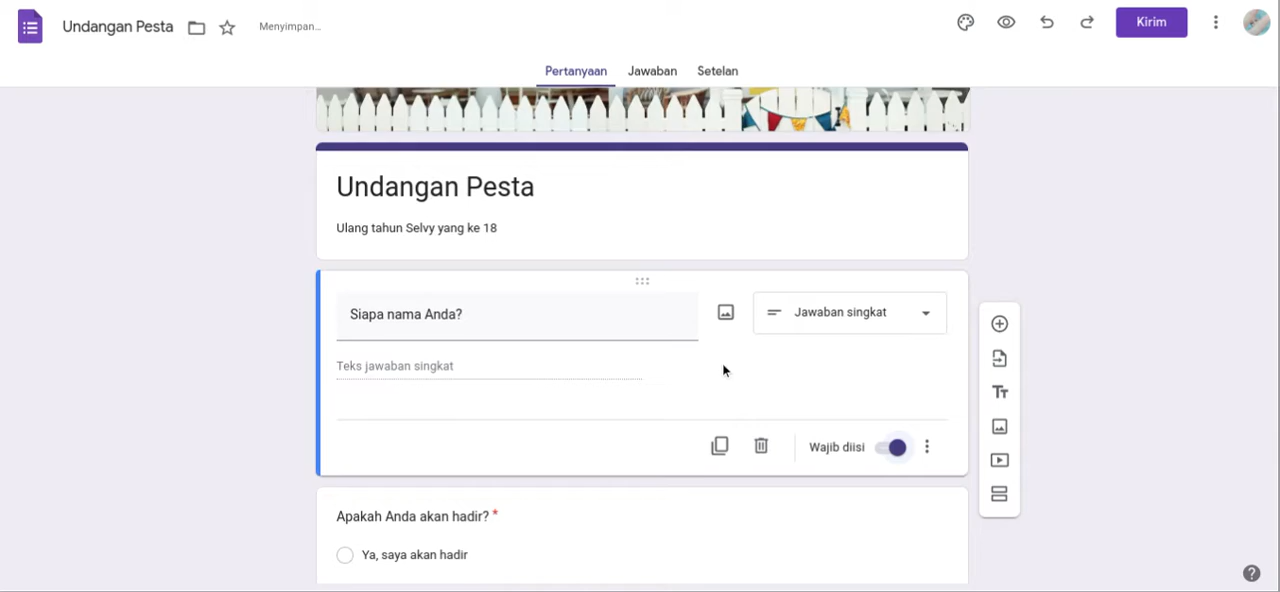 Undangan Pesta
Menyimpan...
Kirim
Pertanyaan
Jawaban
Setelan
Undangan Pesta
Ulang tahun Selvy yang ke 18
Siapa nama Anda?
Jawaban singkat
Teks jawaban singkat
Wajib diisi
Apakah Anda akan hadir? *
Ya, saya akan hadir